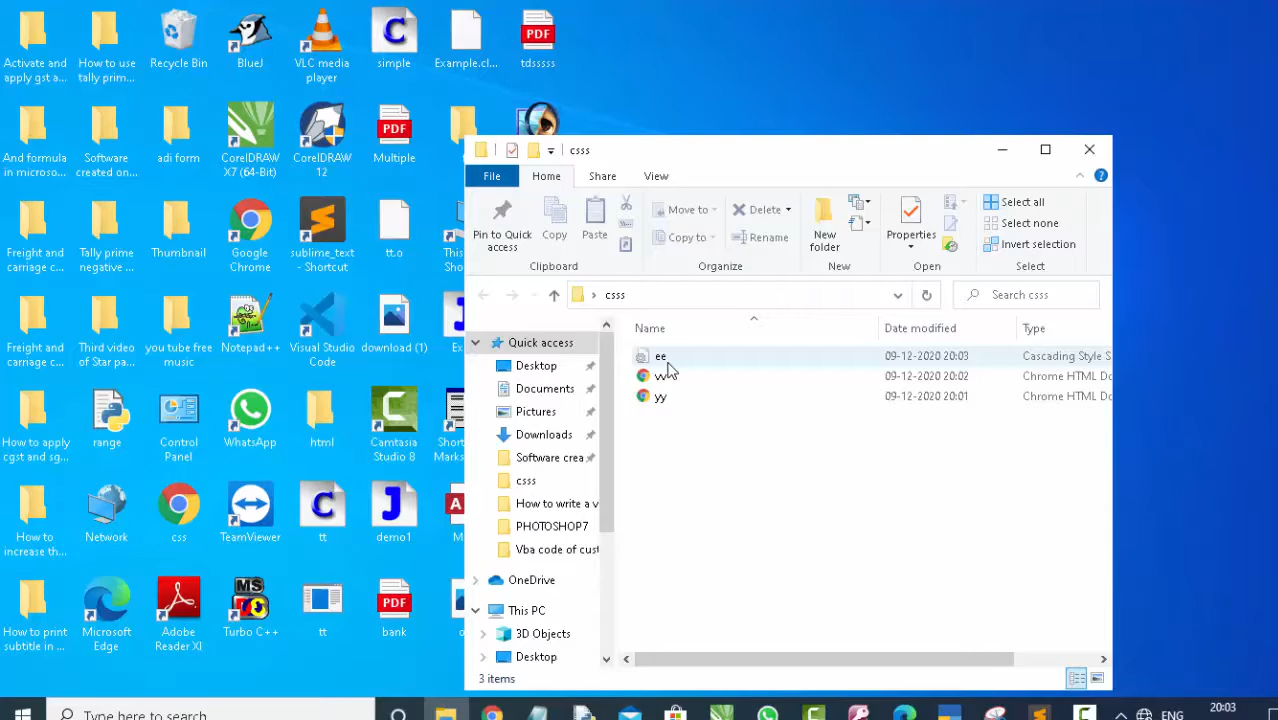 Activate and
apply gst a...
How to use
tally prim...
Recycle Bin
BlueJ
VLC media
player
simple
Example.cl...
PDF
tdsssss
And formula
in microso...
Software
created on...
adi form
CorelDRAW
X7 (64-Bit)
CorelDRAW
12
PDF
Multiple
Freight and
carriage c...
Tally prime
negative ...
Thumbnail
Google
Chrome
sublime_text
- Shortcut
tt.o
This
Sho
Freight and
carriage c...
Third video
of Star pa...
you tube free
music
Notepad++
Visual Studio
Code
download (1)
Ex
How to apply
cgst and sg...
range
Control
Panel
WhatsApp
html
Camtasia
Studio 8
Short
Marks
How to
increase th...
Network
css
TeamViewer
tt
demo1
How to print
subtitle in ...
Microsoft
Edge
Adobe
Reader XI
MS
Turbo C++
tt
PDF
bank
csss
File
Home
Share
View
Pin to Quick
access
Copy
Paste
Clipboard
Move to
Copy to
Delete
Rename
Organize
New
folder
New
Properties
Open
Select all
Select none
Invert selection
Select
csss
Search csss
Name
Date modified
Type
ee
09-12-2020 20:03
Cascading Style S
09-12-2020 20:02
Chrome HTML Do
yy
09-12-2020 20:01
Chrome HTML Do
Quick access
Desktop
Documents
Pictures
Downloads
Software crea
csss
How to write a v
PHOTOSHOP7
Vba code of cust
OneDrive
This PC
3D Objects
Desktop
3 items
Type here to search
ENG
20:03